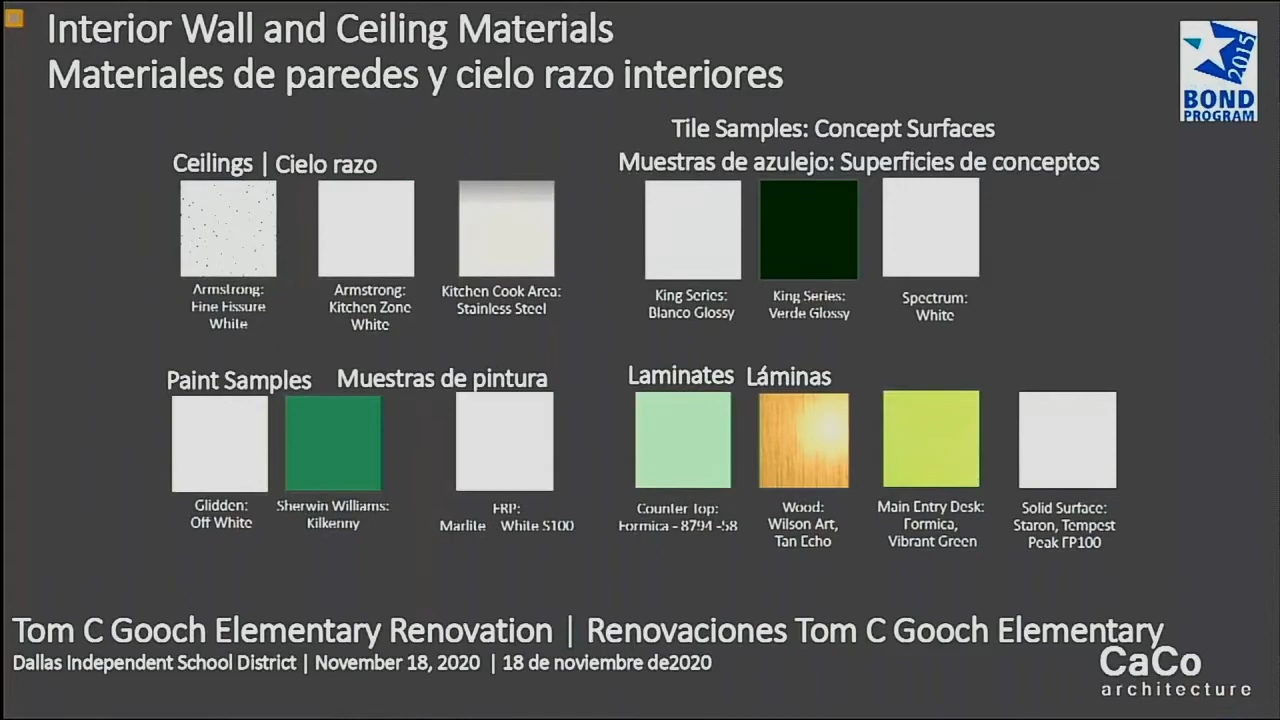 Interior Wall and Ceiling Materials
Materiales de paredes y cielo razo interiores
2015
BOND
PROGRAM
Tile Samples: Concept Surfaces
Muestras de azulejo: Superficies de conceptos
Ceilings | Cielo razo
Armstrong:
Fine Fissure
White
Armstrong:
Kitchen Zone
White
Kitchen Cook Area:
Stainless Steel
King Series:
Blanco Glossy
King Series:
Verde Glossy
Spectrum:
White
Paint Samples
Muestras de pintura
Laminates Láminas
Glidden:
Off White
Sherwin Williams:
Kilkenny
FRP:
Marlite White S100
Counter Top:
Formica - 8794 -58
Wood:
Wilson Art,
Tan Echo
Main Entry Desk:
Formica,
Vibrant Green
Solid Surface:
Staron, Tempest
Peak FP100
Tom C Gooch Elementary Renovation | Renovaciones Tom C Gooch Elementary
Dallas Independent School District | November 18, 2020 | 18 de noviembre de2020
CaCo
architecture